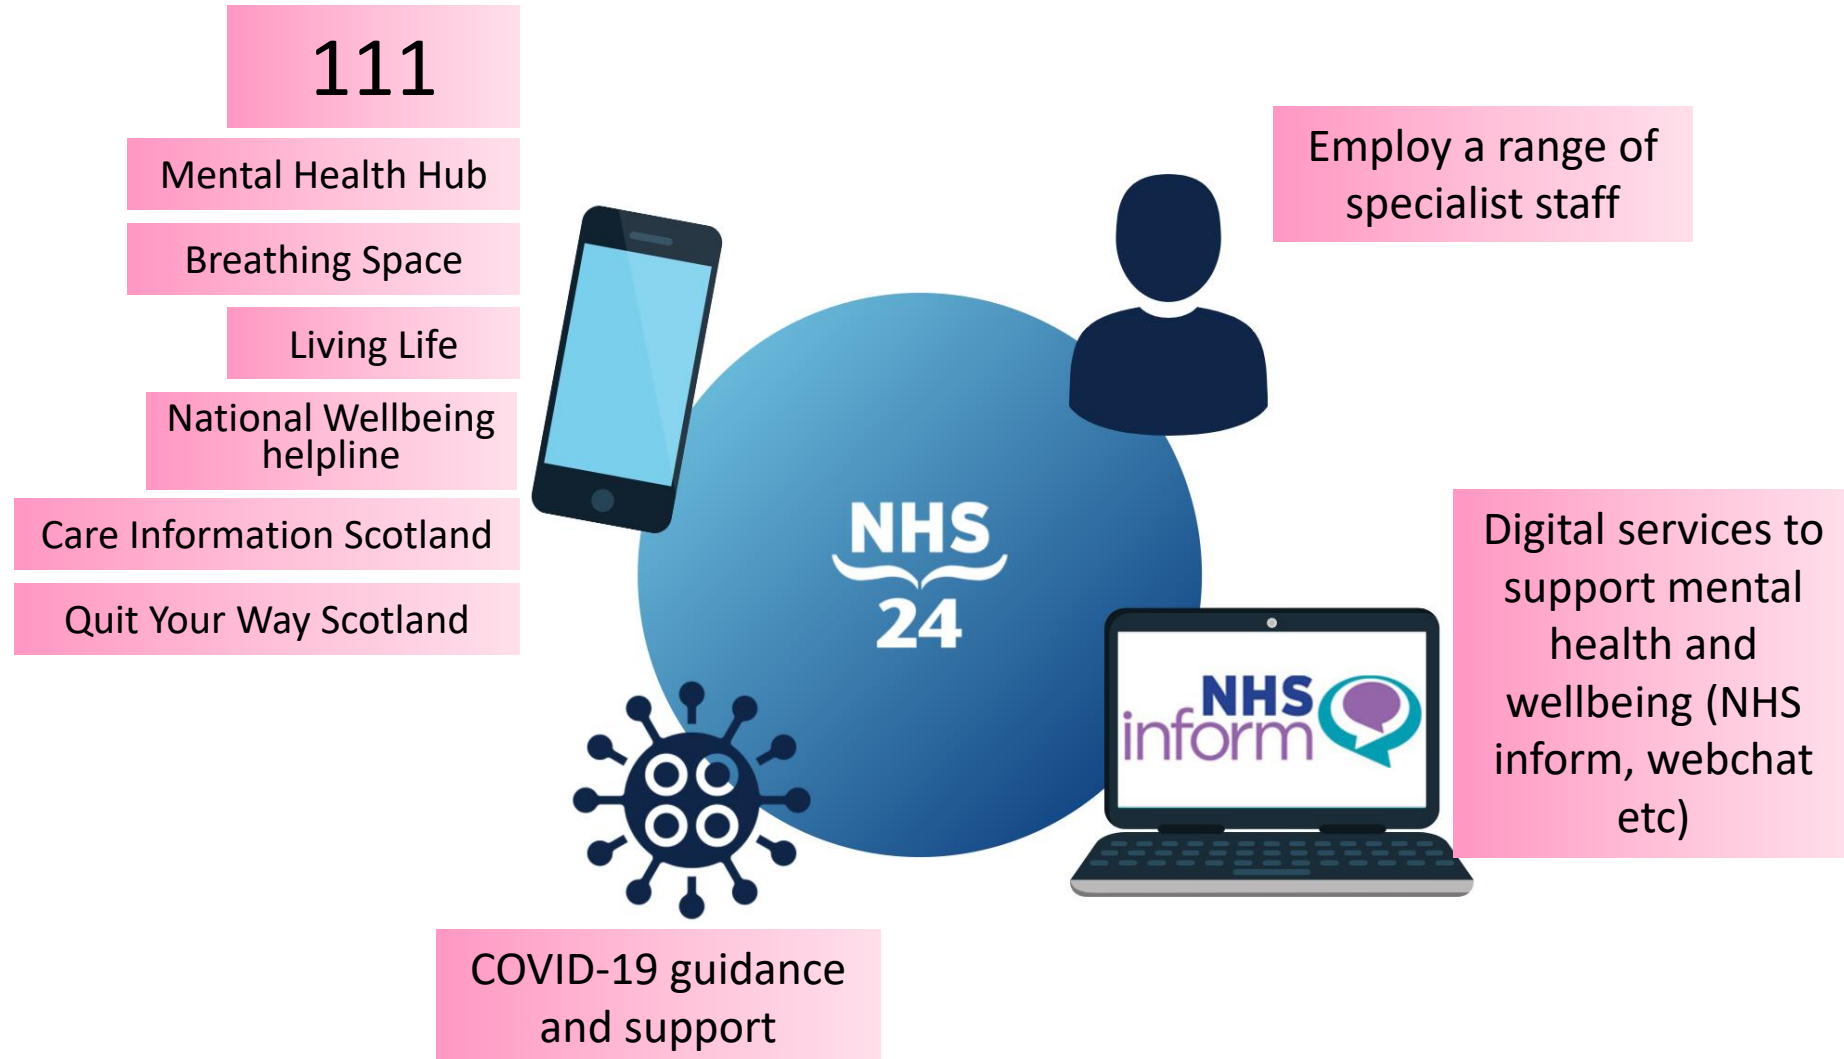 111
Mental Health Hub
Breathing Space
Living Life
National Wellbeing
helpline
Care Information Scotland
Quit Your Way Scotland
Employ a range of
specialist staff
NHS
24
NHS
inform
Digital services to
support mental
health and
wellbeing (NHS
inform, webchat
etc)
COVID-19 guidance
and support